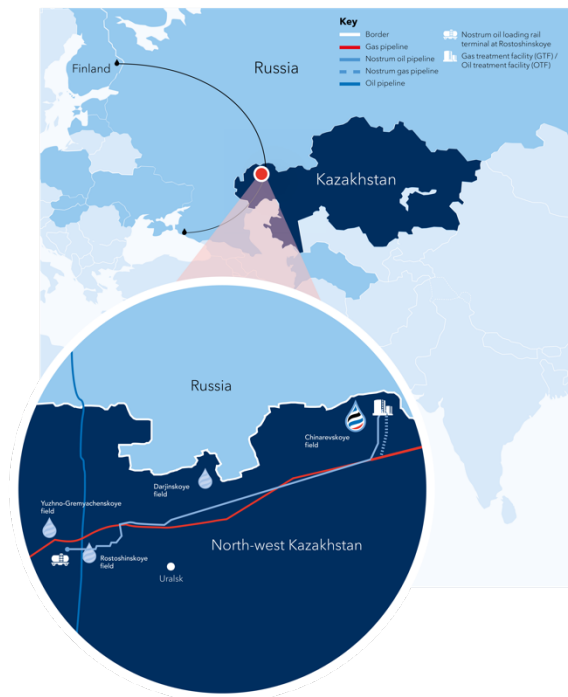 Key
Border
Gas pipeline
Nostrum oil pipeline
Nostrum gas pipeline
Oil pipeline
Nostrum oil loading rail
terminal at Rostoshinskoye
Gas treatment facility (GTF) /
Oil treatment facility (OTF)
Finland
Russia
Kazakhstan
Russia
Chinarevskoye
field
Darjinskoye
field
Yuzhno-Gremyachenskoye
field
Rostoshinskoye
field
North-west Kazakhstan
Uralsk